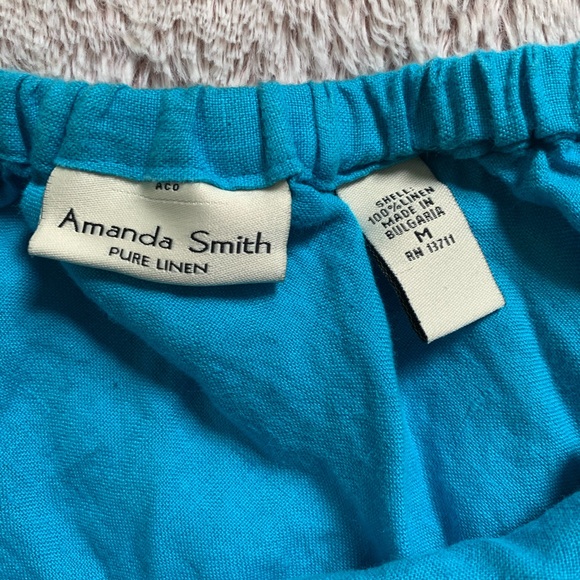 ACO
Amanda Smith
PURE LINEN
SHELL:
100% LINEN
MADE IN
BULGARIA
M
RN 13711